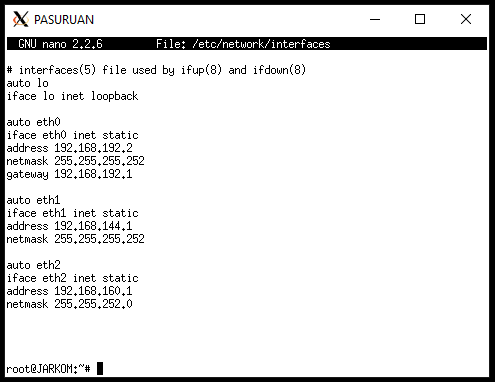 PASURUAN
GNU nano 2.2.6 File: /etc/network/interfaces
# interfaces(5) file used by ifup(8) and ifdown(8)
auto lo
iface lo inet loopback
auto eth0
iface eth0 inet static
address 192.168.192.2
netmask 255.255.255.252
gateway 192.168.192.1
auto eth1
iface eth1 inet static
address 192.168.144.1
netmask 255.255.255.252
auto eth2
iface eth2 inet static
address 192.168.160.1
netmask 255.255.252.0
root@JARKOM:~#